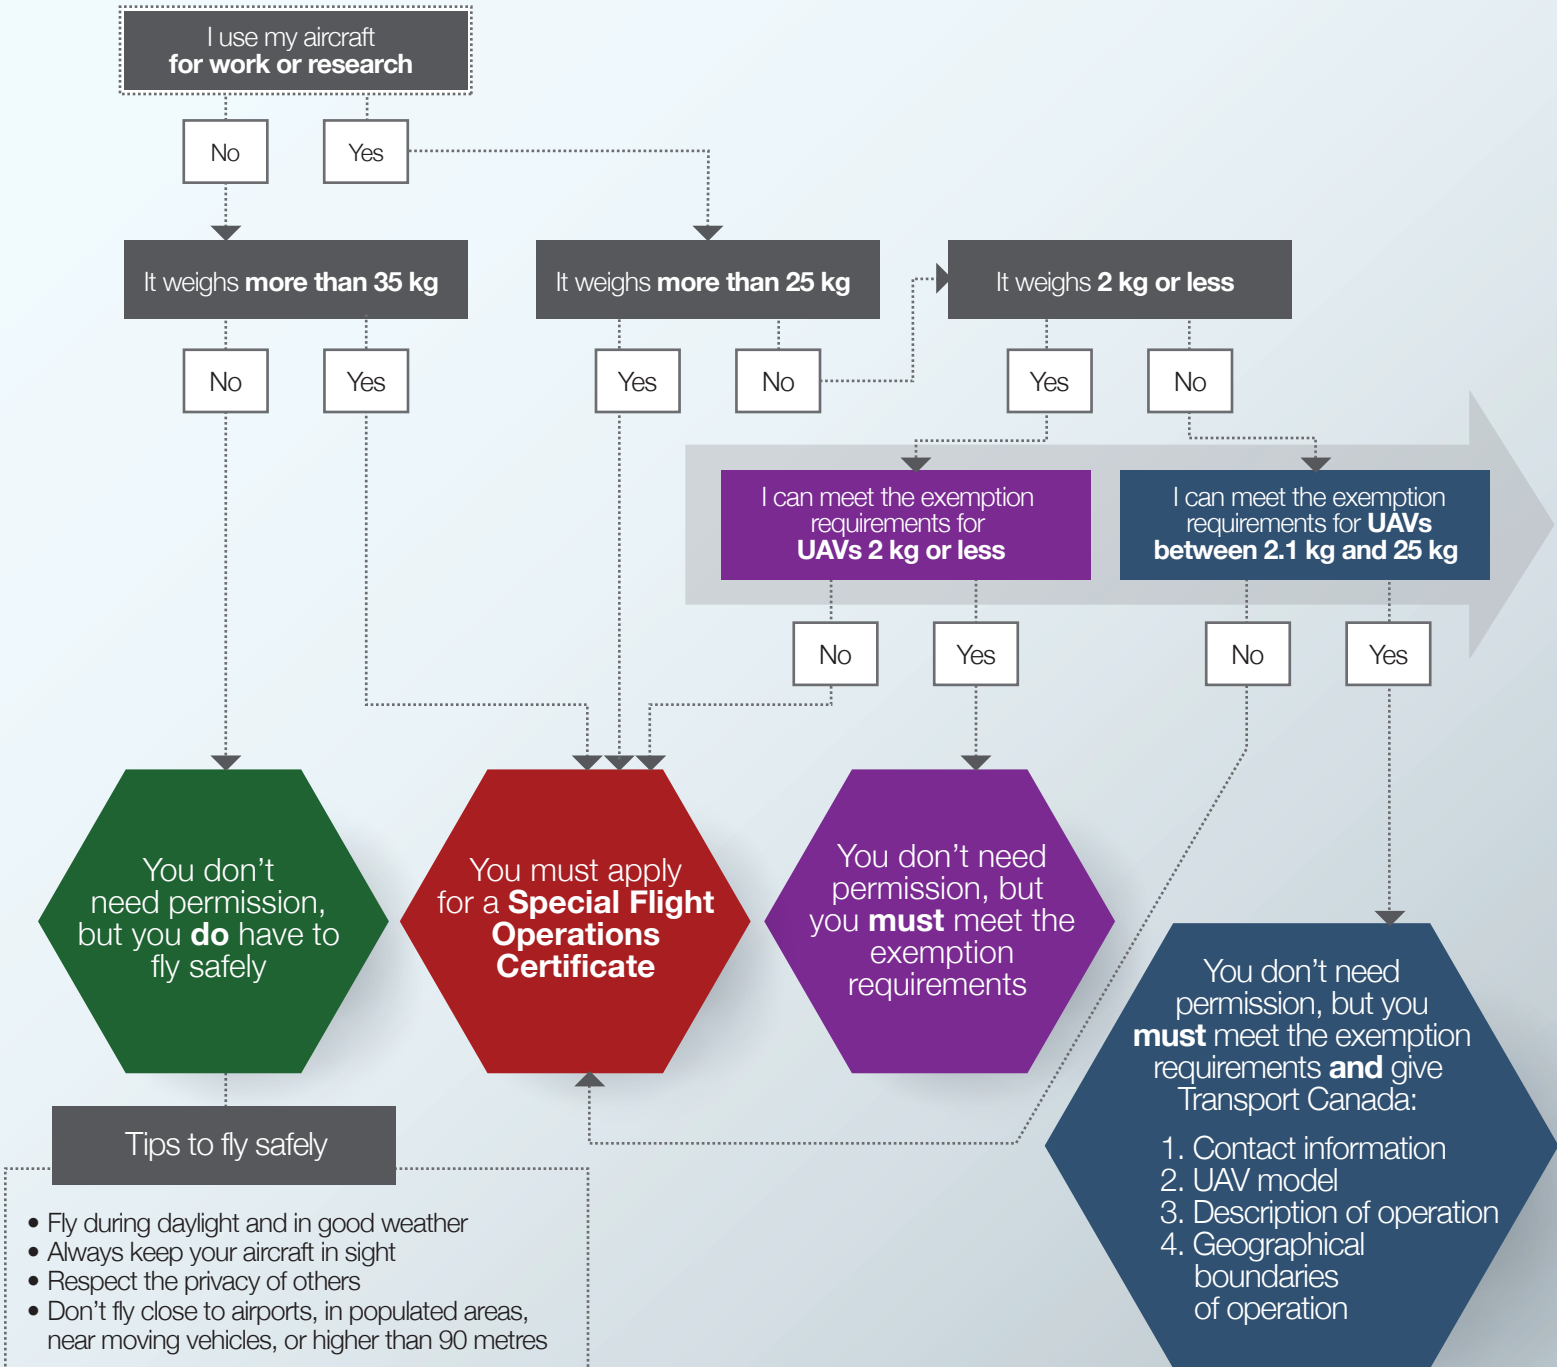 I use my aircraft
for work or research
No
Yes
It weighs more than 35 kg
It weighs more than 25 kg
It weighs 2 kg or less
No
Yes
Yes
No
Yes
No
I can meet the exemption
requirements for
UAVs 2 kg or less
I can meet the exemption
requirements for UAVs
between 2.1 kg and 25 kg
No
Yes
No
Yes
You don’t
need permission,
but you do have to
fly safely
You must apply
for a Special Flight
Operations
Certificate
You don’t need
permission, but
you must meet the
exemption
requirements
You don’t need
permission, but you
must meet the exemption
requirements and give
Transport Canada:
1. Contact information
2. UAV model
3. Description of operation
4. Geographical
boundaries
of operation
Tips to fly safely
• Fly during daylight and in good weather
• Always keep your aircraft in sight
• Respect the privacy of others
• Don’t fly close to airports, in populated areas,
near moving vehicles, or higher than 90 metres